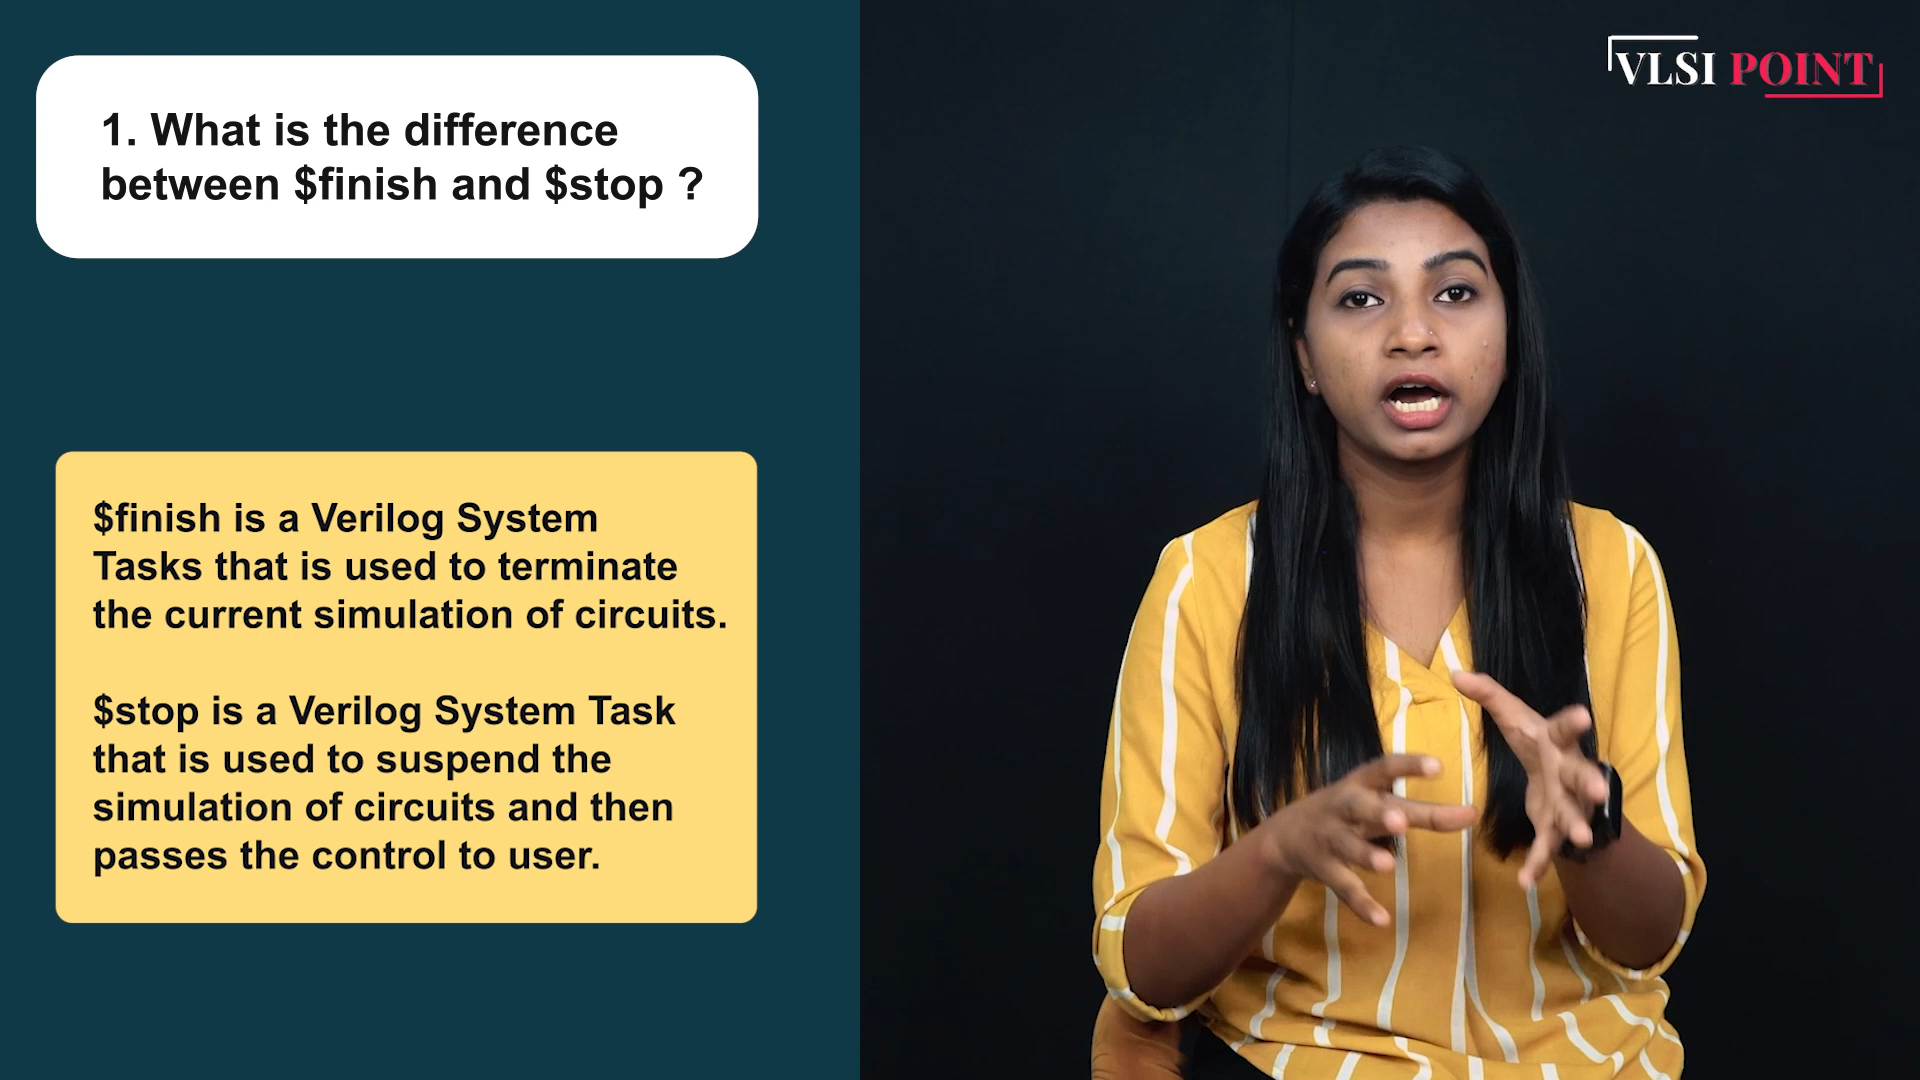 1. What is the difference
between $finish and $stop ?
$finish is a Verilog System
Tasks that is used to terminate
the current simulation of circuits.
$stop is a Verilog System Task
that is used to suspend the
simulation of circuits and then
passes the control to user.
VLSI POINT